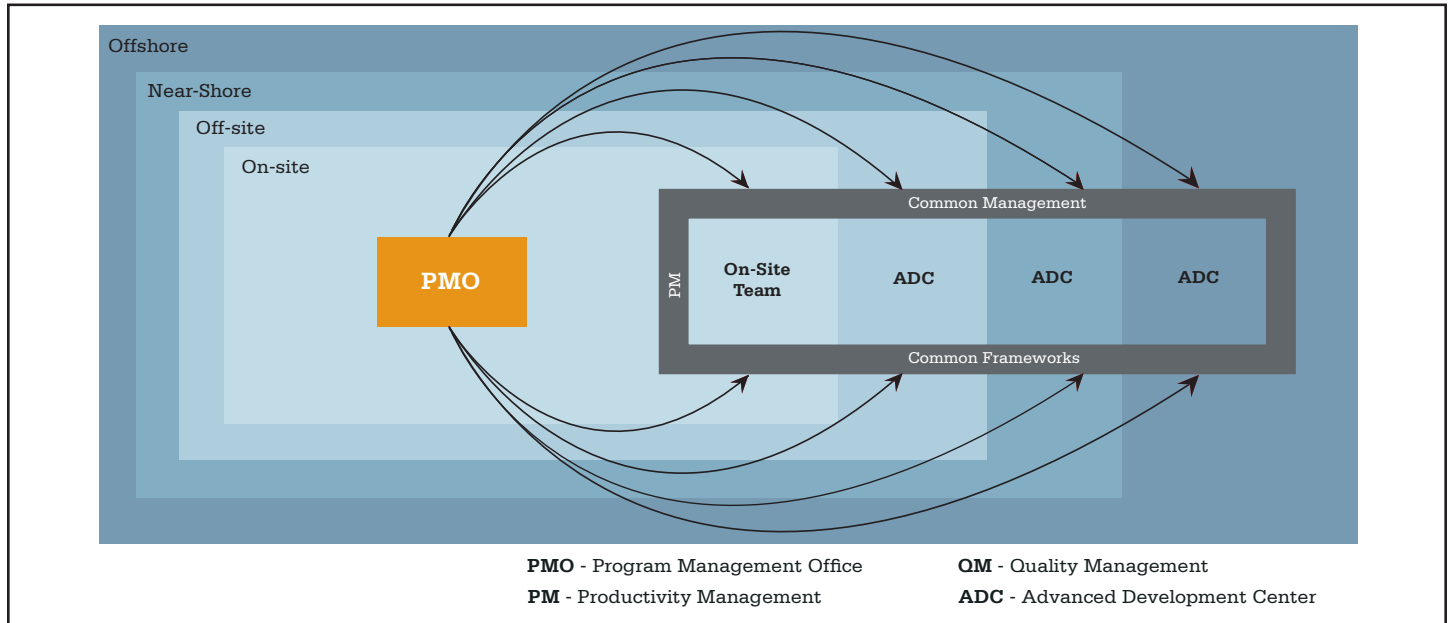 Offshore
Near-Shore
Off-site
On-site
Common Management
PMO
PM
On-Site
Team
ADC
ADC
ADC
Common Frameworks
PMO - Program Management Office
QM - Quality Management
PM - Productivity Management
ADC - Advanced Development Center